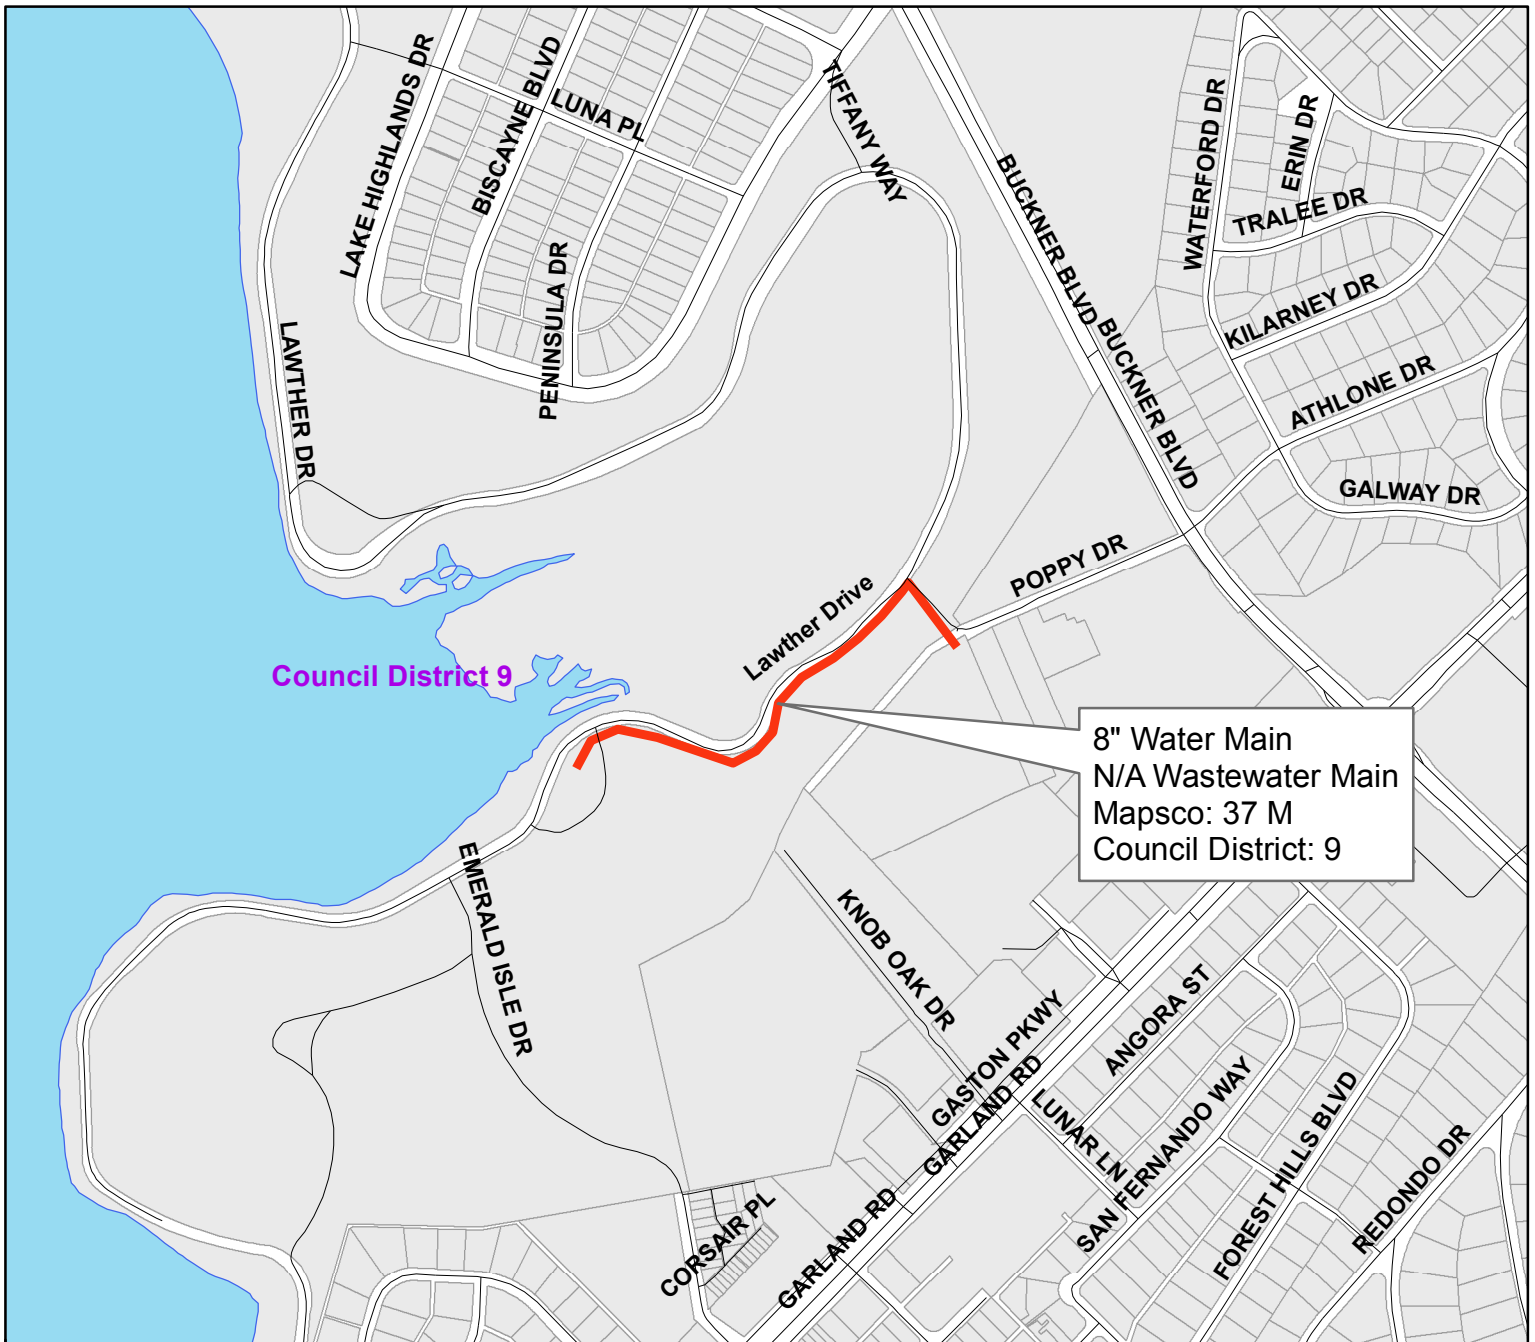 LAKE HIGHLANDS DR
BISCAYNE BLVD
LUNA PL
TIFFANY WAY
WATERFORD DR
ERIN DR
TRALEE DR
BUCKNER BLVD
KILARNEY DR
PENINSULA DR
LAWTHER DR
BUCKNER BLVD
ATHLONE DR
GALWAY DR
POPPY DR
Lawther Drive
Council District 9
8" Water Main
N/A Wastewater Main
Mapsco: 37 M
Council District: 9
EMERALD ISLE DR
KNOB OAK DR
GASTON PKWY
GARLAND RD
ANGORA ST
LUNAR LN
SAN FERNANDO WAY
FOREST HILLS BLVD
REDONDO DR
CORSAIR PL
GARLAND RD